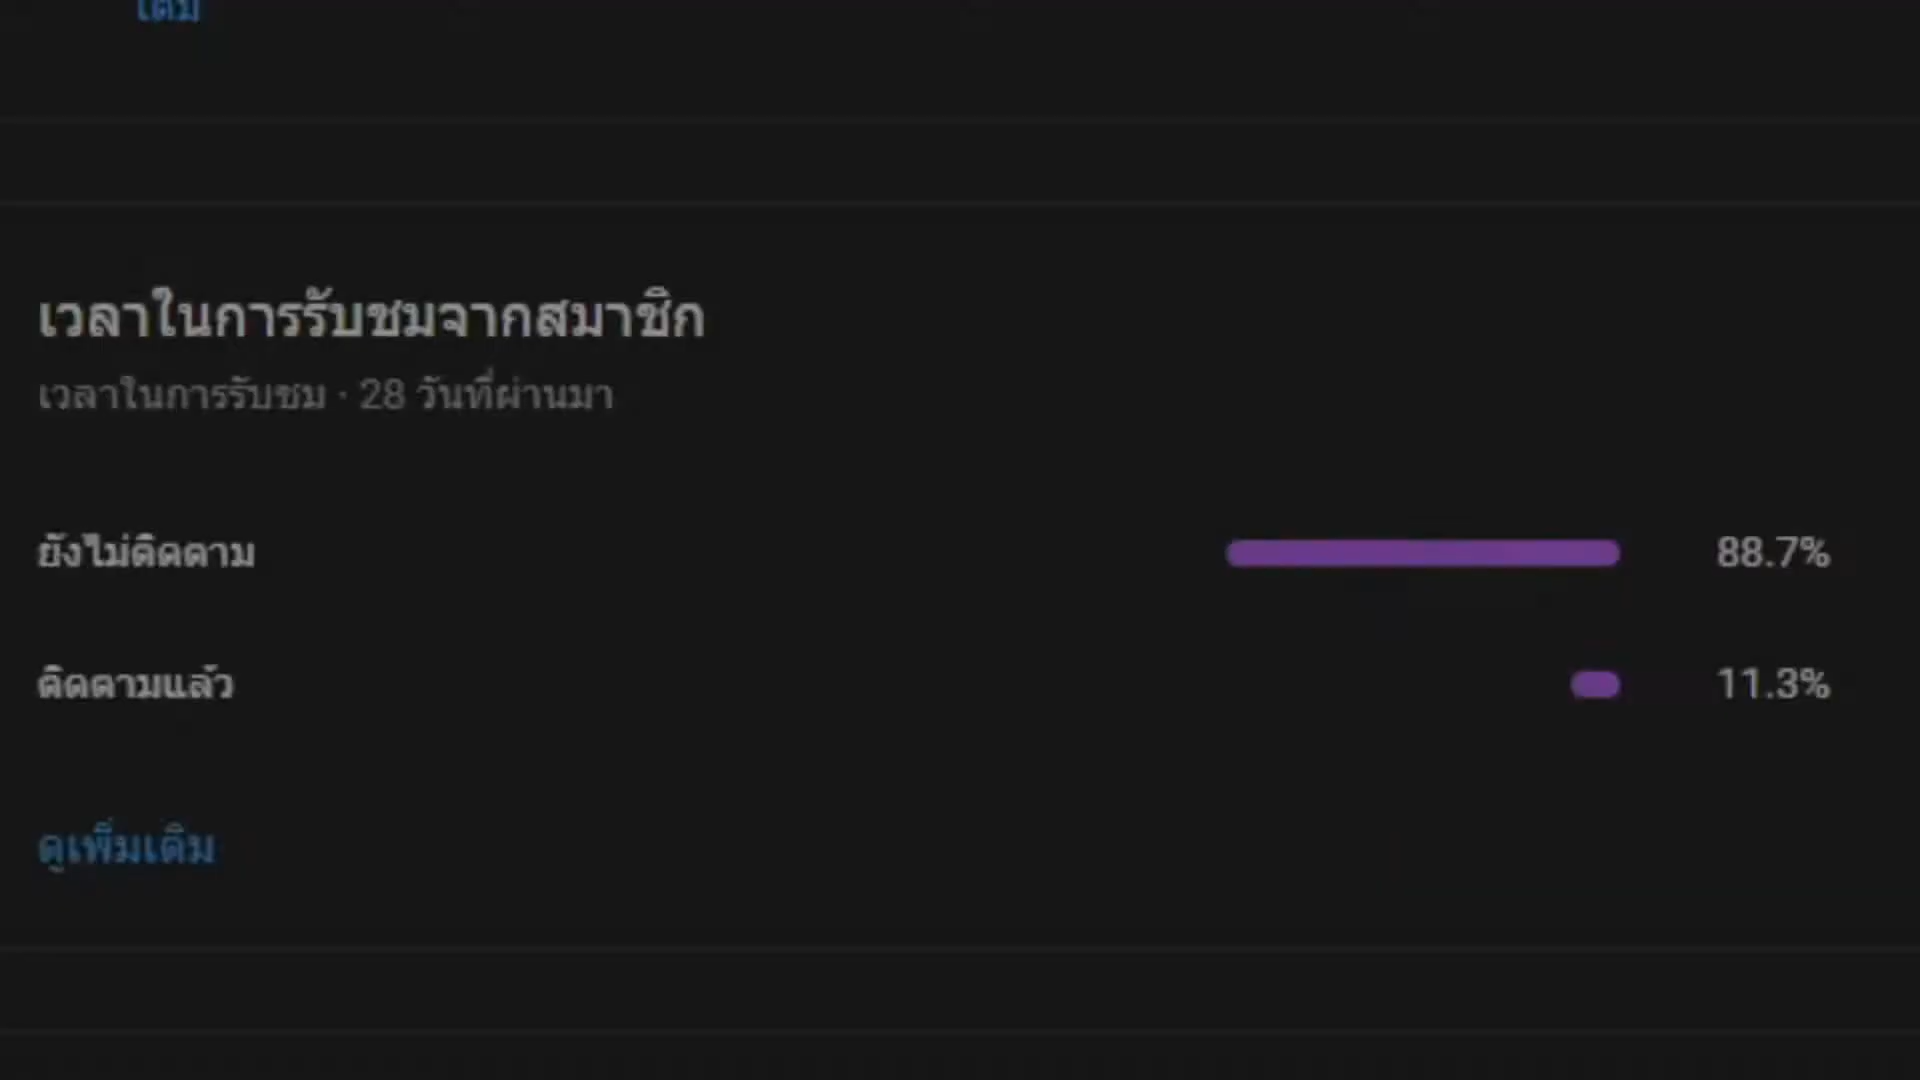 เดิม
เวลาในการรับชมจากสมาชิก
เวลาในการรับชม · 28 วันที่ผ่านมา
ยังไม่ติดตาม 88.7%
ติดตามแล้ว 11.3%
ดูเพิ่มเติม